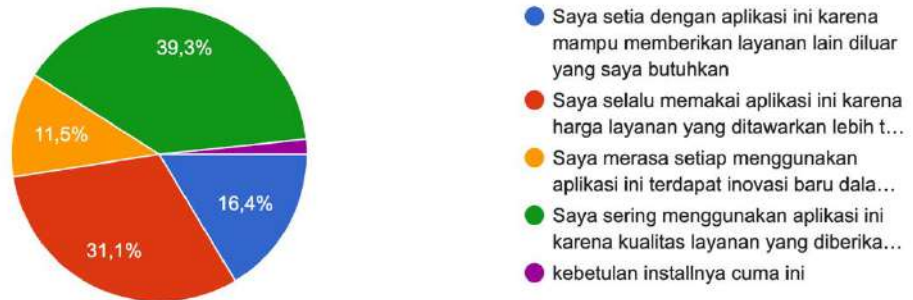 39,3%
11,5%
16,4%
31,1%
Saya setia dengan aplikasi ini karena
mampu memberikan layanan lain diluar
yang saya butuhkan
Saya selalu memakai aplikasi ini karena
harga layanan yang ditawarkan lebih t…
Saya merasa setiap menggunakan
aplikasi ini terdapat inovasi baru dala…
Saya sering menggunakan aplikasi ini
karena kualitas layanan yang diberika…
kebetulan installnya cuma ini